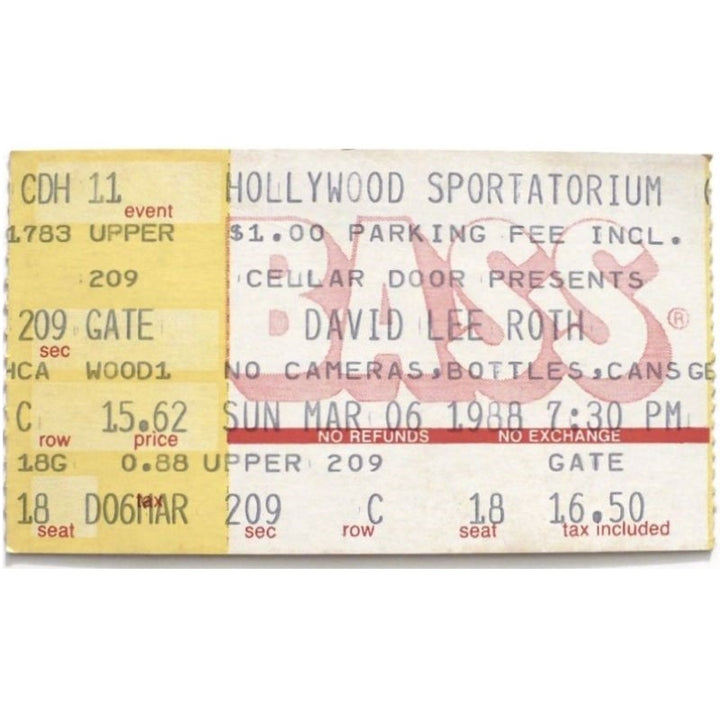 CDH 11 HOLLYWOOD SPORTATORIUM
event
1783 UPPER $1.00 PARKING FEE INCL.
BASS®
209 CELLAR DOOR PRESENTS
209 GATE DAVID LEE ROTH
sec
HCA WOOD1 NO CAMERAS,BOTTLES,CANS GE
C 15.62 SUN MAR 06 1988 7:30 PM
row price NO REFUNDS NO EXCHANGE
18G 0.88 UPPER 209 GATE
tax
18 D06MAR 209 C 18 16.50
seat sec row seat tax included